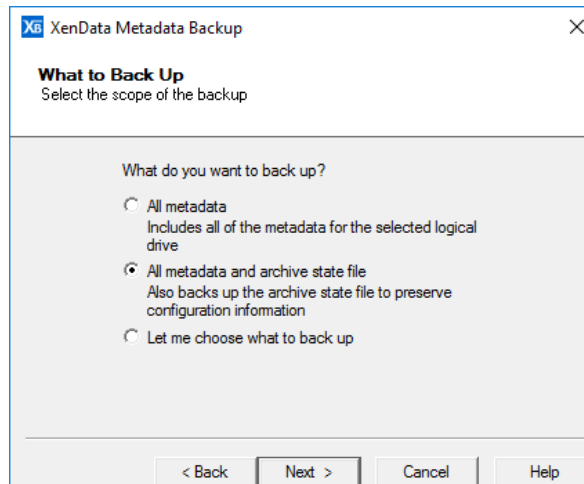 XB XenData Metadata Backup
What to Back Up
Select the scope of the backup
What do you want to back up?
All metadata
Includes all of the metadata for the selected logical
drive
All metadata and archive state file
Also backs up the archive state file to preserve
configuration information
Let me choose what to back up
< Back Next > Cancel Help